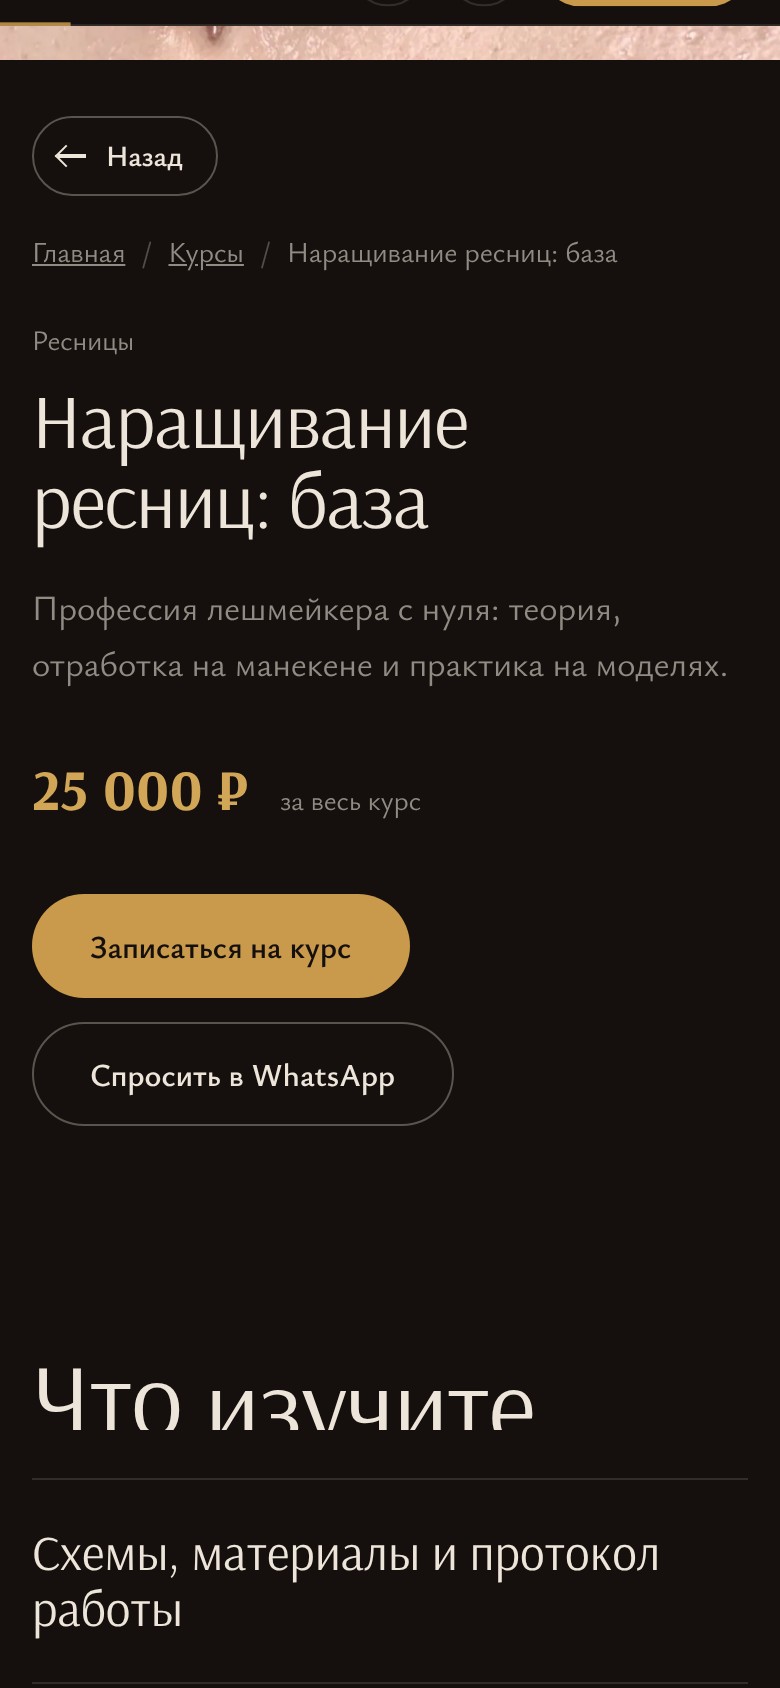 Назад
Главная / Курсы / Наращивание ресниц: база
Ресницы
Наращивание
ресниц: база
Профессия лешмейкера с нуля: теория,
отработка на манекене и практика на моделях.
25 000 ₽ за весь курс
Записаться на курс
Спросить в WhatsApp
Что изучите
Схемы, материалы и протокол
работы